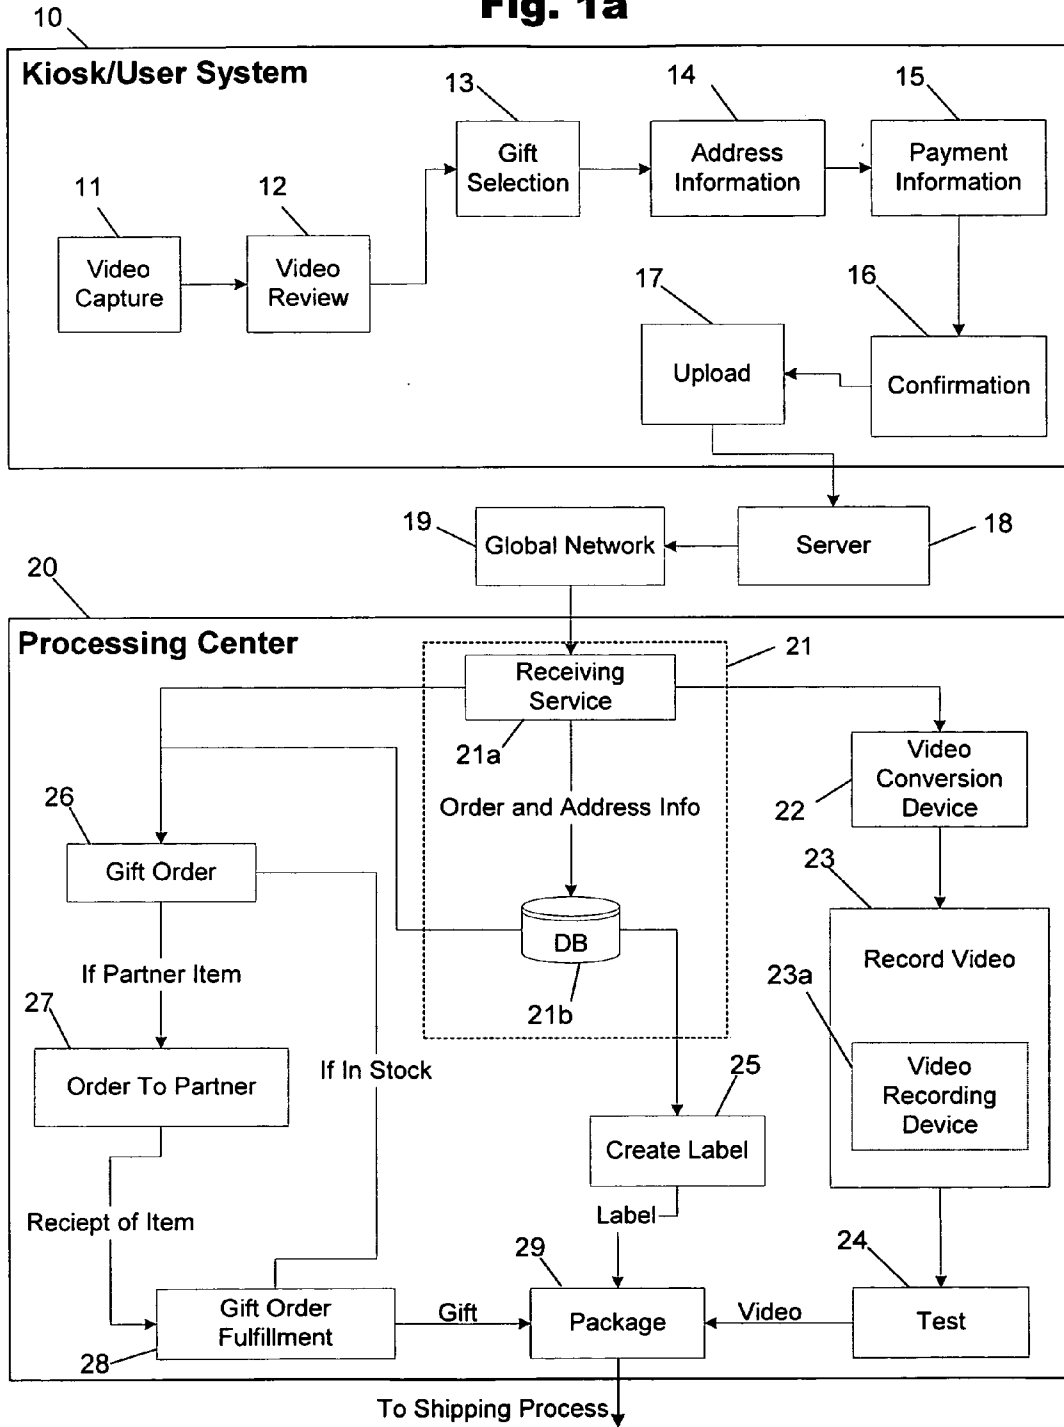 Fig. 1a
10
Kiosk/User System
13
14
15
Gift
Selection
Address
Information
Payment
Information
11
12
Video
Capture
Video
Review
17
16
Upload
Confirmation
19
Global Network
Server
18
20
Processing Center
21
Receiving
Service
21a
Video
Conversion
Device
22
26
Order and Address Info
Gift Order
23
DB
Record Video
If Partner Item
23a
21b
27
Order To Partner
If In Stock
25
Video
Recording
Device
Create Label
Label
Reciept of Item
29
24
Gift Order
Fulfillment
Gift
Package
Video
Test
28
To Shipping Process